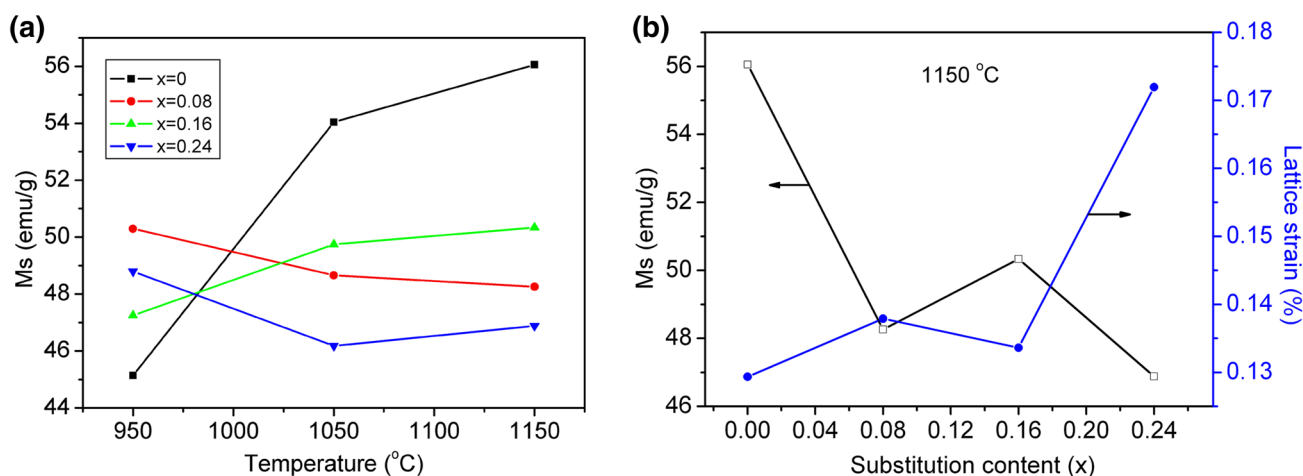 (a)
56
54
52
50
48
46
44
Ms (emu/g)
x=0
x=0.08
x=0.16
x=0.24
950
1000
1050
1100
1150
Temperature (°C)
(b)
56
54
52
50
48
46
Ms (emu/g)
1150 °C
0.18
0.17
0.16
0.15
0.14
0.13
Lattice strain (%)
0.00
0.04
0.08
0.12
0.16
0.20
0.24
Substitution content (x)